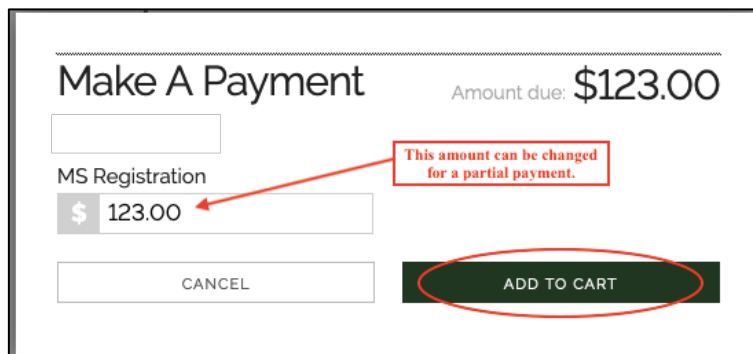 Make A Payment
Amount due: $123.00
This amount can be changed
for a partial payment.
MS Registration
$ 123.00
CANCEL
ADD TO CART